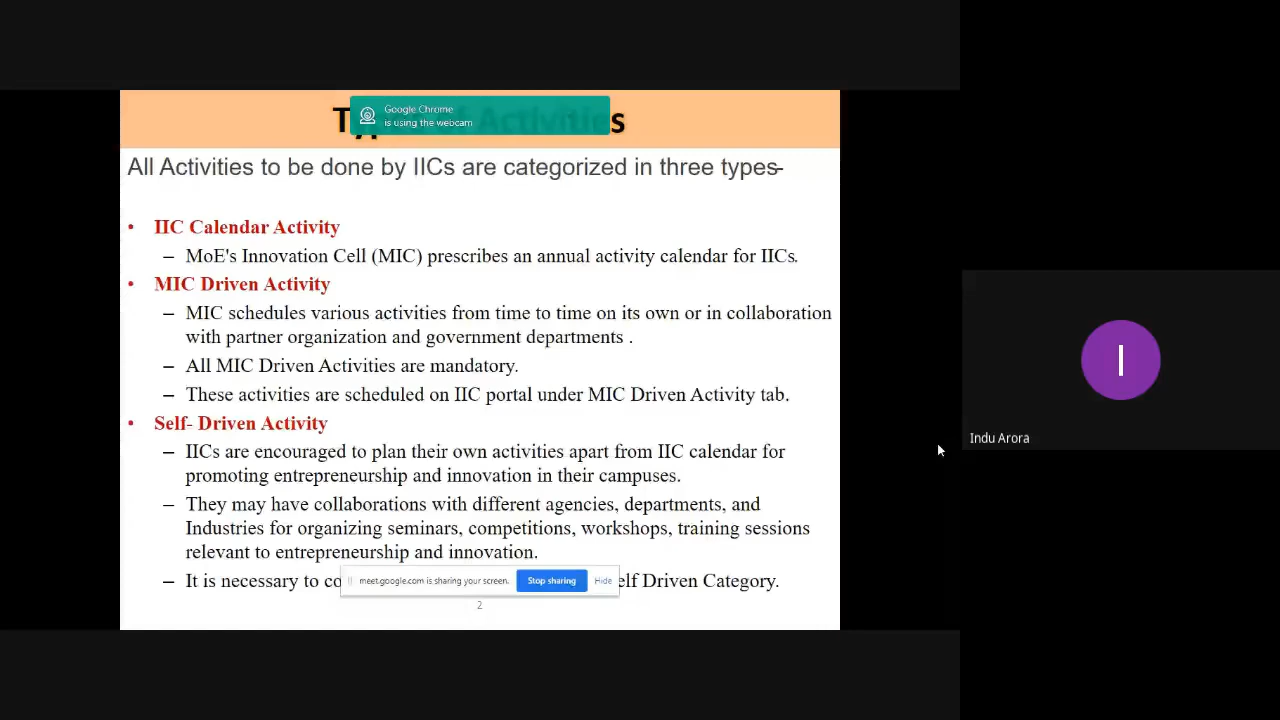 Google Chrome
is using the webcam
Activities
All Activities to be done by IICs are categorized in three types-
• IIC Calendar Activity
– MoE's Innovation Cell (MIC) prescribes an annual activity calendar for IICs.
• MIC Driven Activity
– MIC schedules various activities from time to time on its own or in collaboration
with partner organization and government departments .
– All MIC Driven Activities are mandatory.
– These activities are scheduled on IIC portal under MIC Driven Activity tab.
• Self- Driven Activity
– IICs are encouraged to plan their own activities apart from IIC calendar for
promoting entrepreneurship and innovation in their campuses.
– They may have collaborations with different agencies, departments, and
Industries for organizing seminars, competitions, workshops, training sessions
relevant to entrepreneurship and innovation.
– It is necessary to
meet.google.com is sharing your screen. Stop sharing Hide
Driven Category.
2
I
Indu Arora